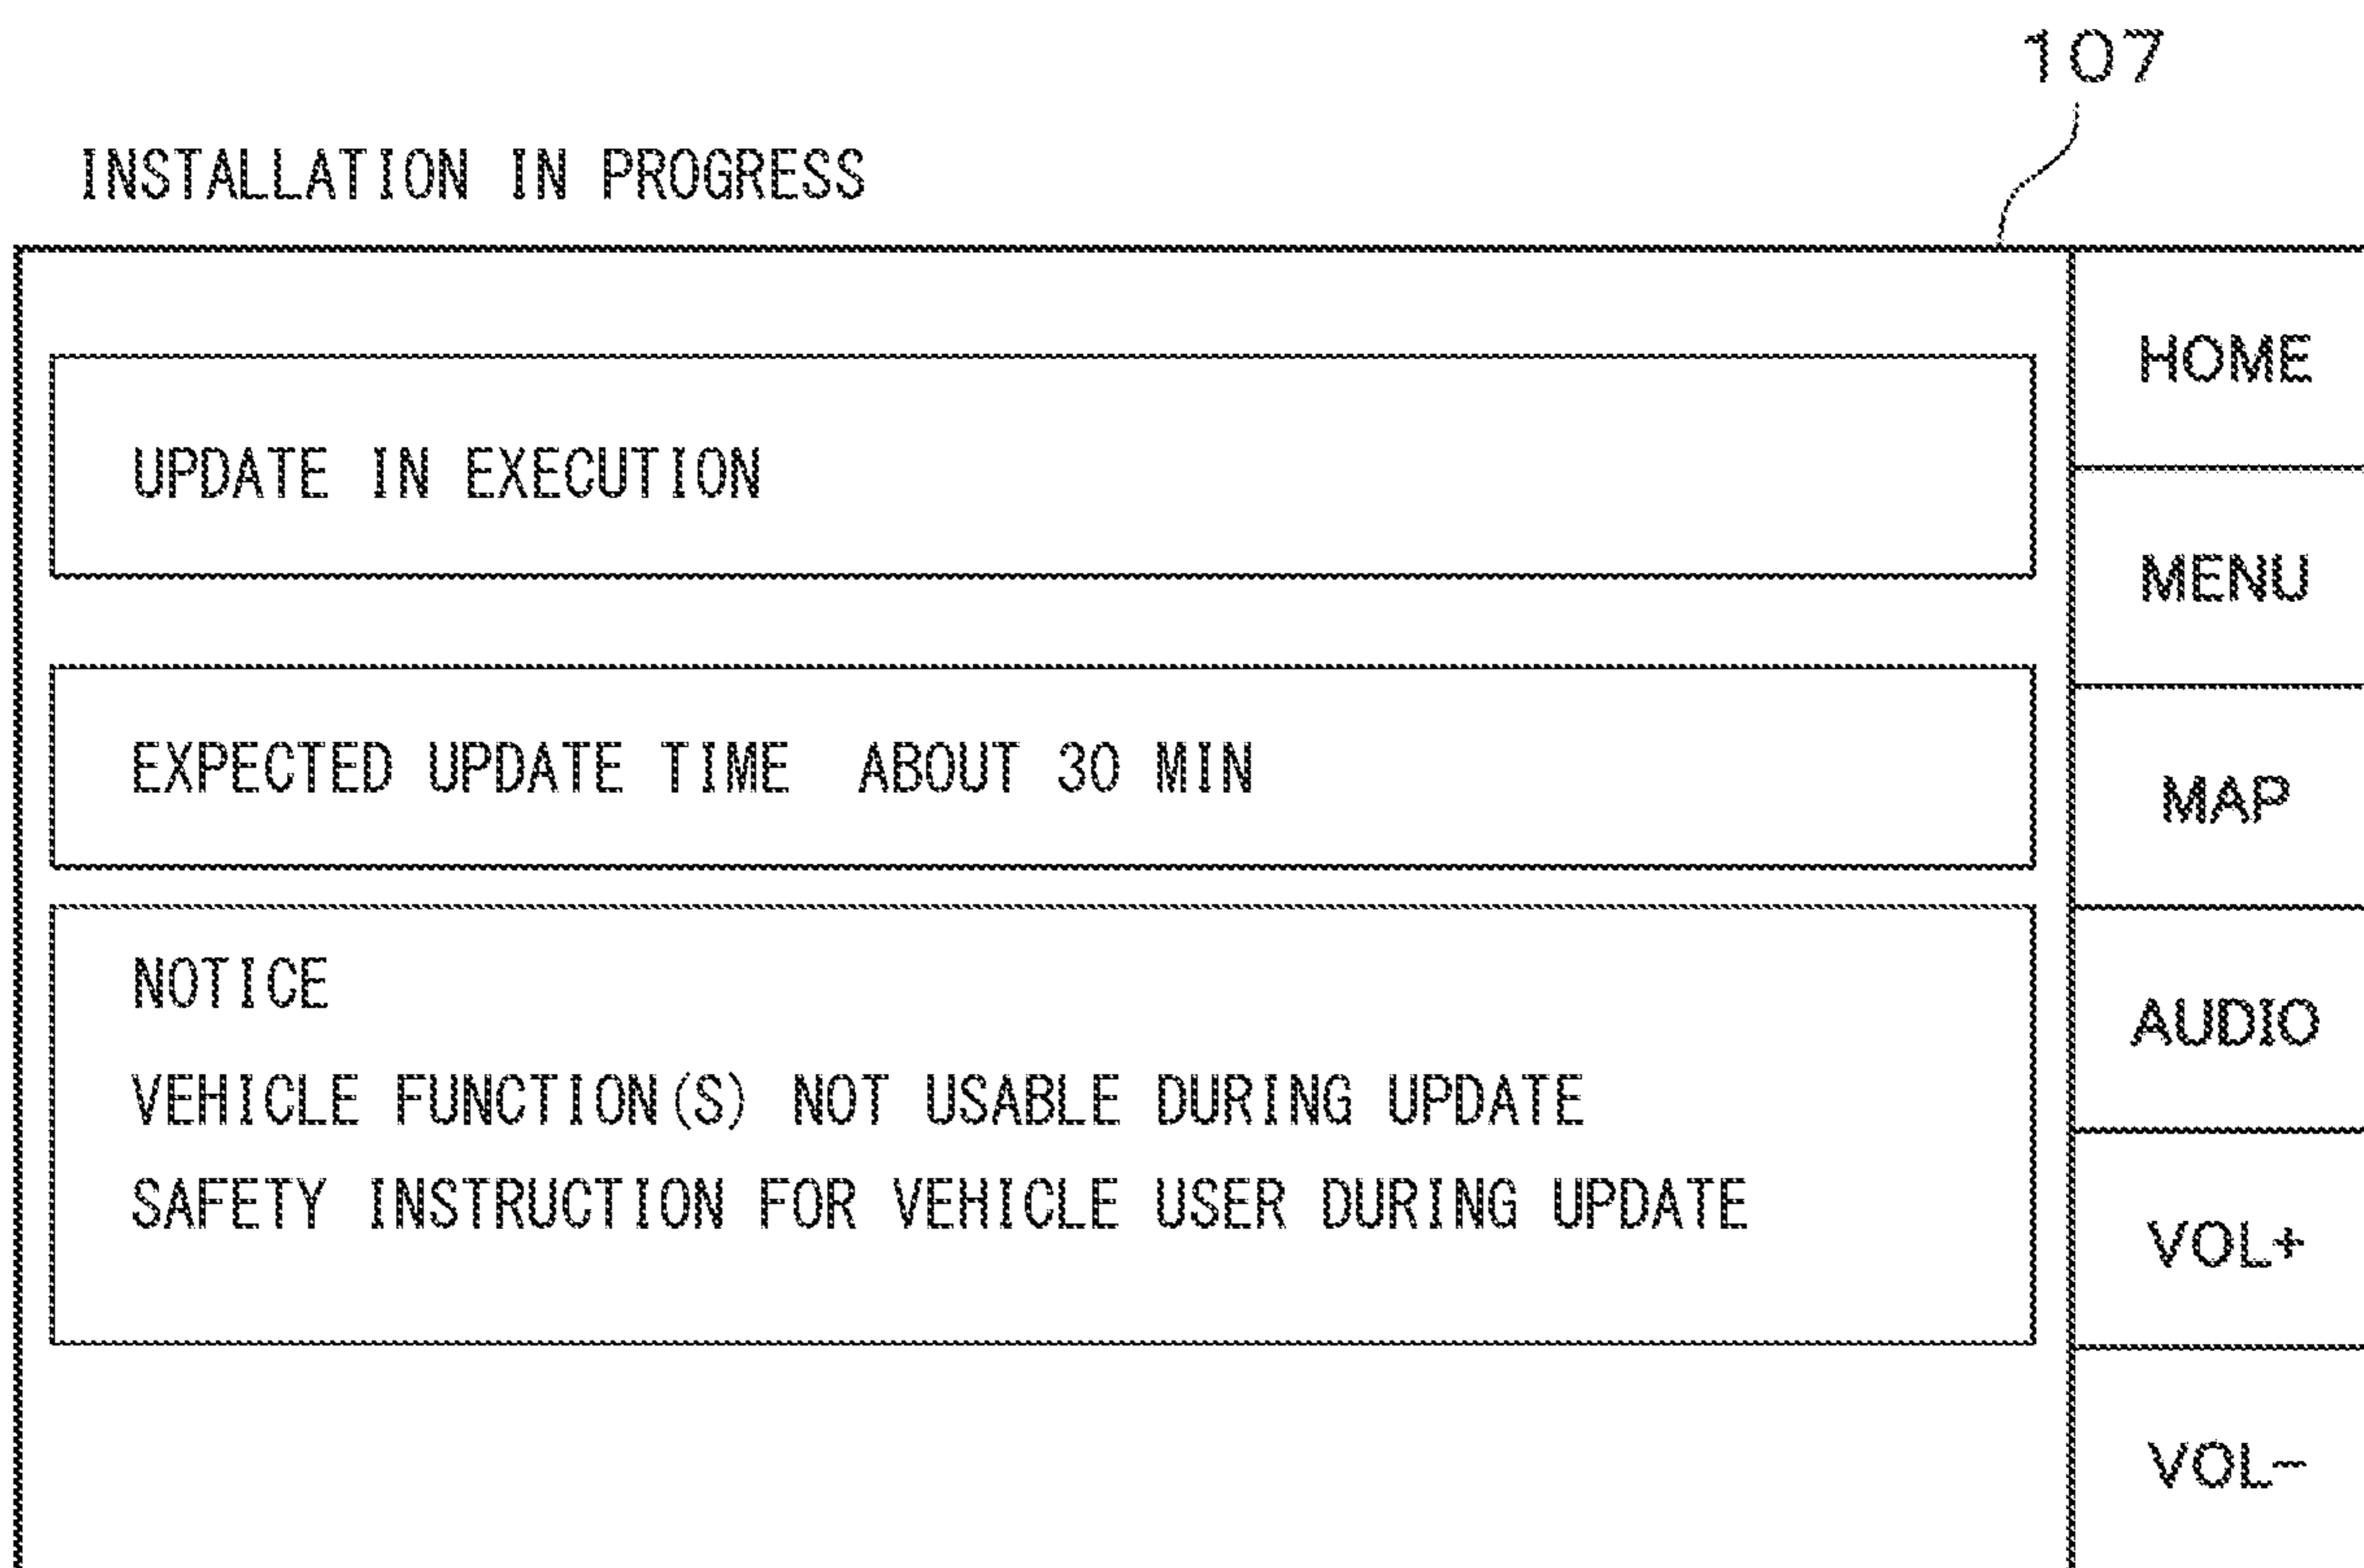 107
INSTALLATION IN PROGRESS
UPDATE IN EXECUTION
EXPECTED UPDATE TIME ABOUT 30 MIN
NOTICE
VEHICLE FUNCTION(S) NOT USABLE DURING UPDATE
SAFETY INSTRUCTION FOR VEHICLE USER DURING UPDATE
HOME
MENU
MAP
AUDIO
VOL+
VOL-